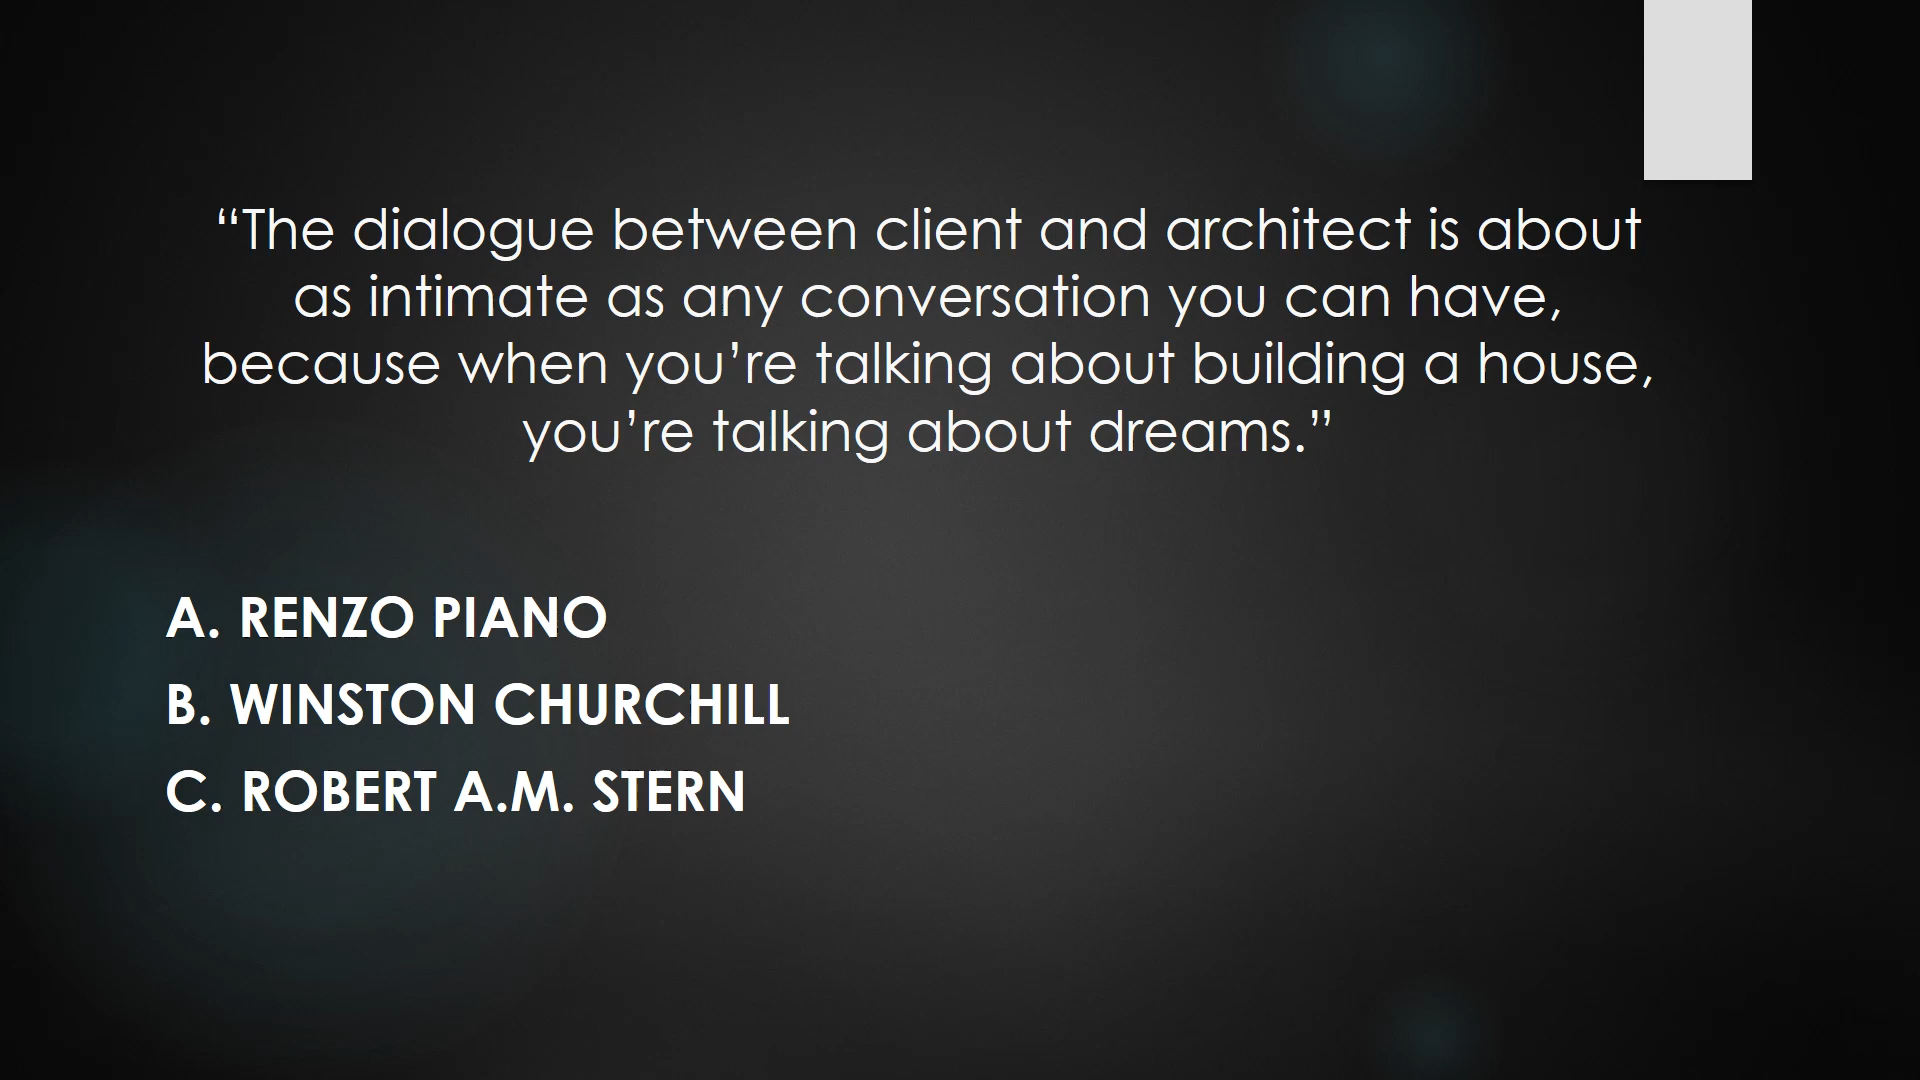 “The dialogue between client and architect is about
as intimate as any conversation you can have,
because when you’re talking about building a house,
you’re talking about dreams.”
A. RENZO PIANO
B. WINSTON CHURCHILL
C. ROBERT A.M. STERN